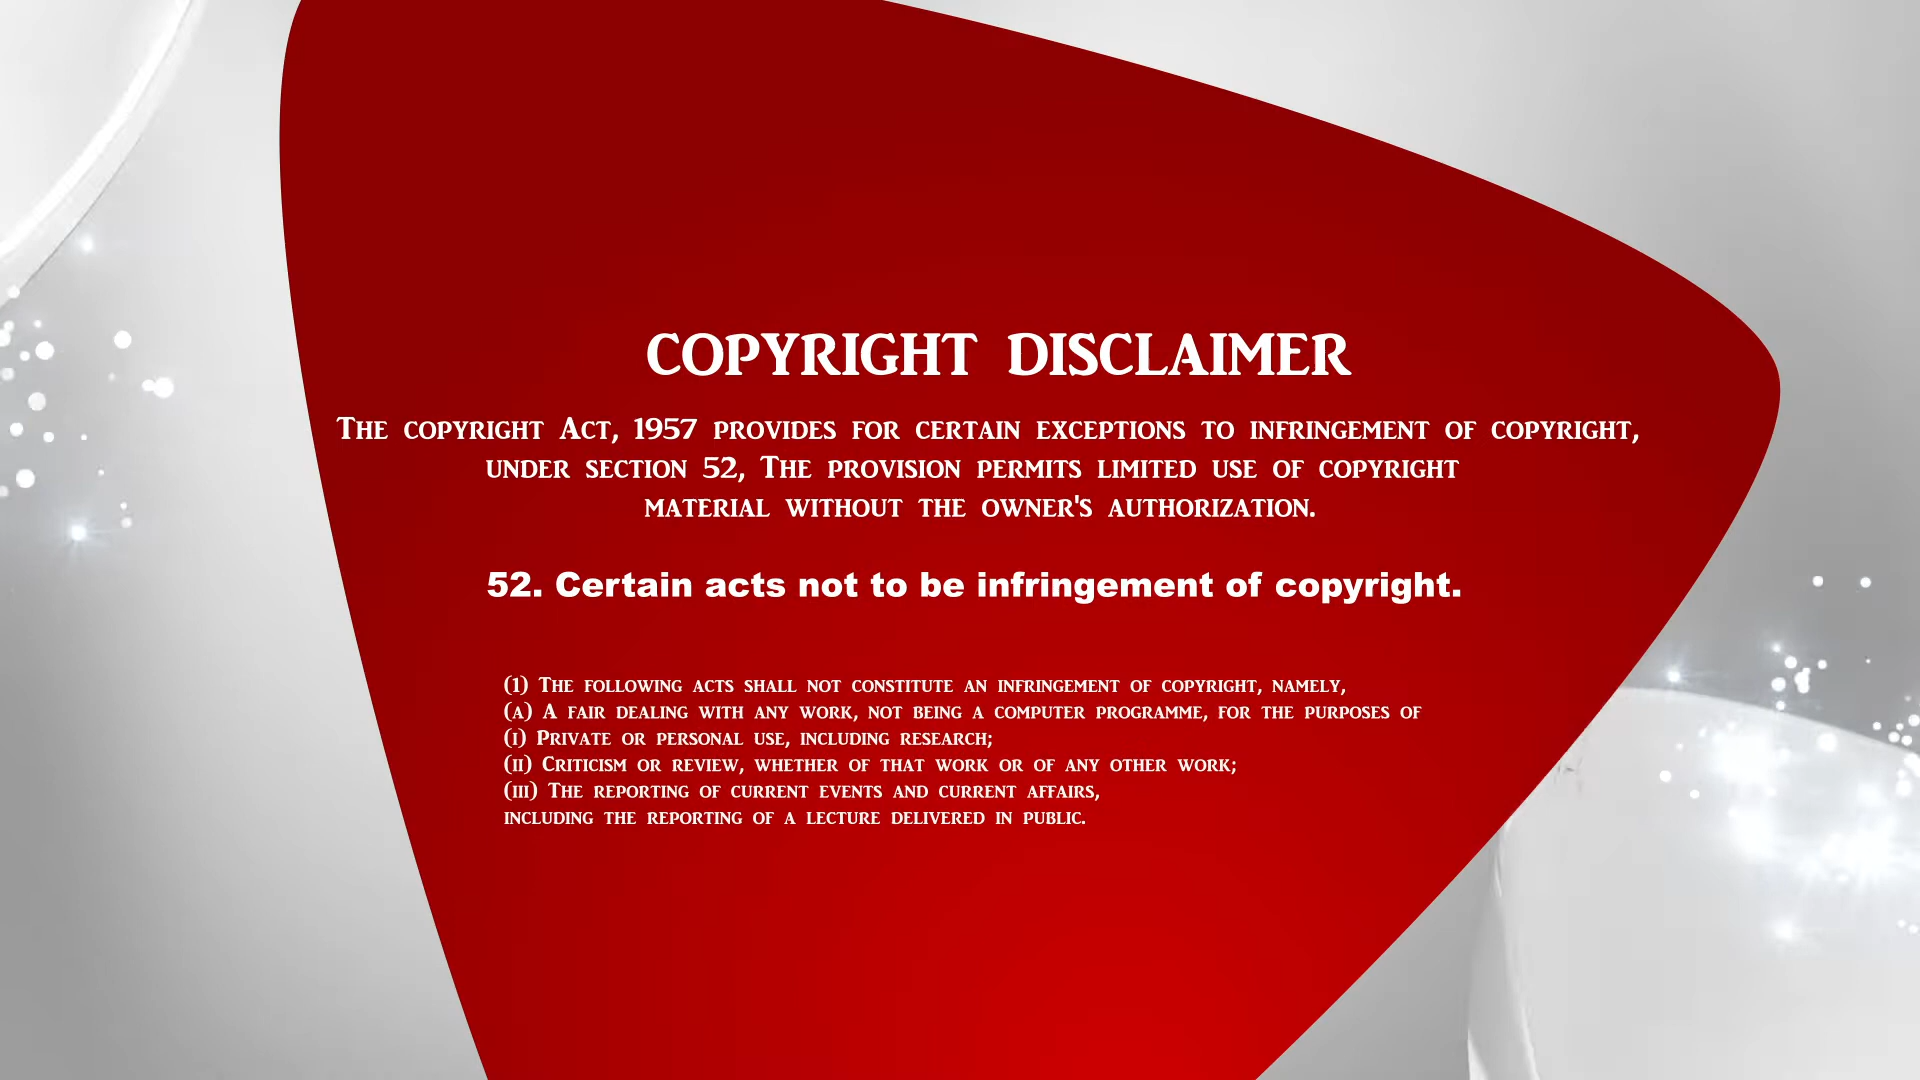 COPYRIGHT DISCLAIMER
The copyright Act, 1957 provides for certain exceptions to infringement of copyright,
under section 52, The provision permits limited use of copyright
material without the owner's authorization.
52. Certain acts not to be infringement of copyright.
(1) The following acts shall not constitute an infringement of copyright, namely,
(a) A fair dealing with any work, not being a computer programme, for the purposes of
(i) Private or personal use, including research;
(ii) Criticism or review, whether of that work or of any other work;
(iii) The reporting of current events and current affairs,
including the reporting of a lecture delivered in public.